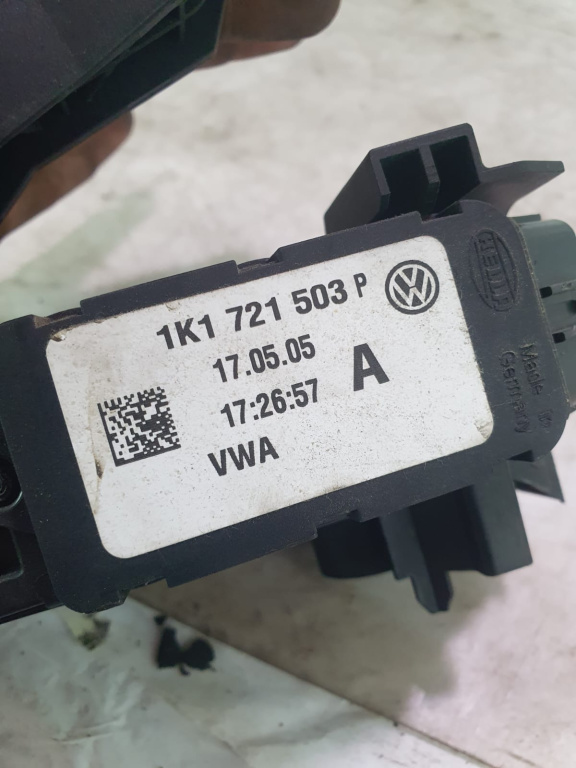 1K1 721 503 P
17.05.05
17:26:57 A
VWA
HELLA
Made in
Germany